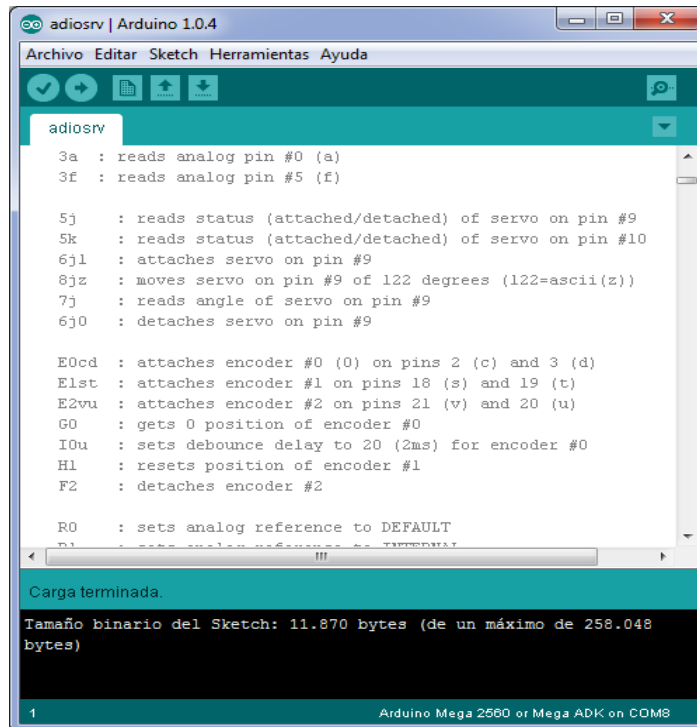 adiosrv | Arduino 1.0.4
Archivo Editar Sketch Herramientas Ayuda
adiosrv
3a : reads analog pin #0 (a)
3f : reads analog pin #5 (f)
5j : reads status (attached/detached) of servo on pin #9
5k : reads status (attached/detached) of servo on pin #10
6j1 : attaches servo on pin #9
8jz : moves servo on pin #9 of 122 degrees (122=ascii(z))
7j : reads angle of servo on pin #9
6j0 : detaches servo on pin #9
E0cd : attaches encoder #0 (0) on pins 2 (c) and 3 (d)
E1st : attaches encoder #1 on pins 18 (s) and 19 (t)
E2vu : attaches encoder #2 on pins 21 (v) and 20 (u)
G0 : gets 0 position of encoder #0
I0u : sets debounce delay to 20 (2ms) for encoder #0
H1 : resets position of encoder #1
F2 : detaches encoder #2
R0 : sets analog reference to DEFAULT
R1 : sets analog reference to INTERNAL
Carga terminada.
Tamaño binario del Sketch: 11.870 bytes (de un máximo de 258.048
bytes)
1
Arduino Mega 2560 or Mega ADK on COM8